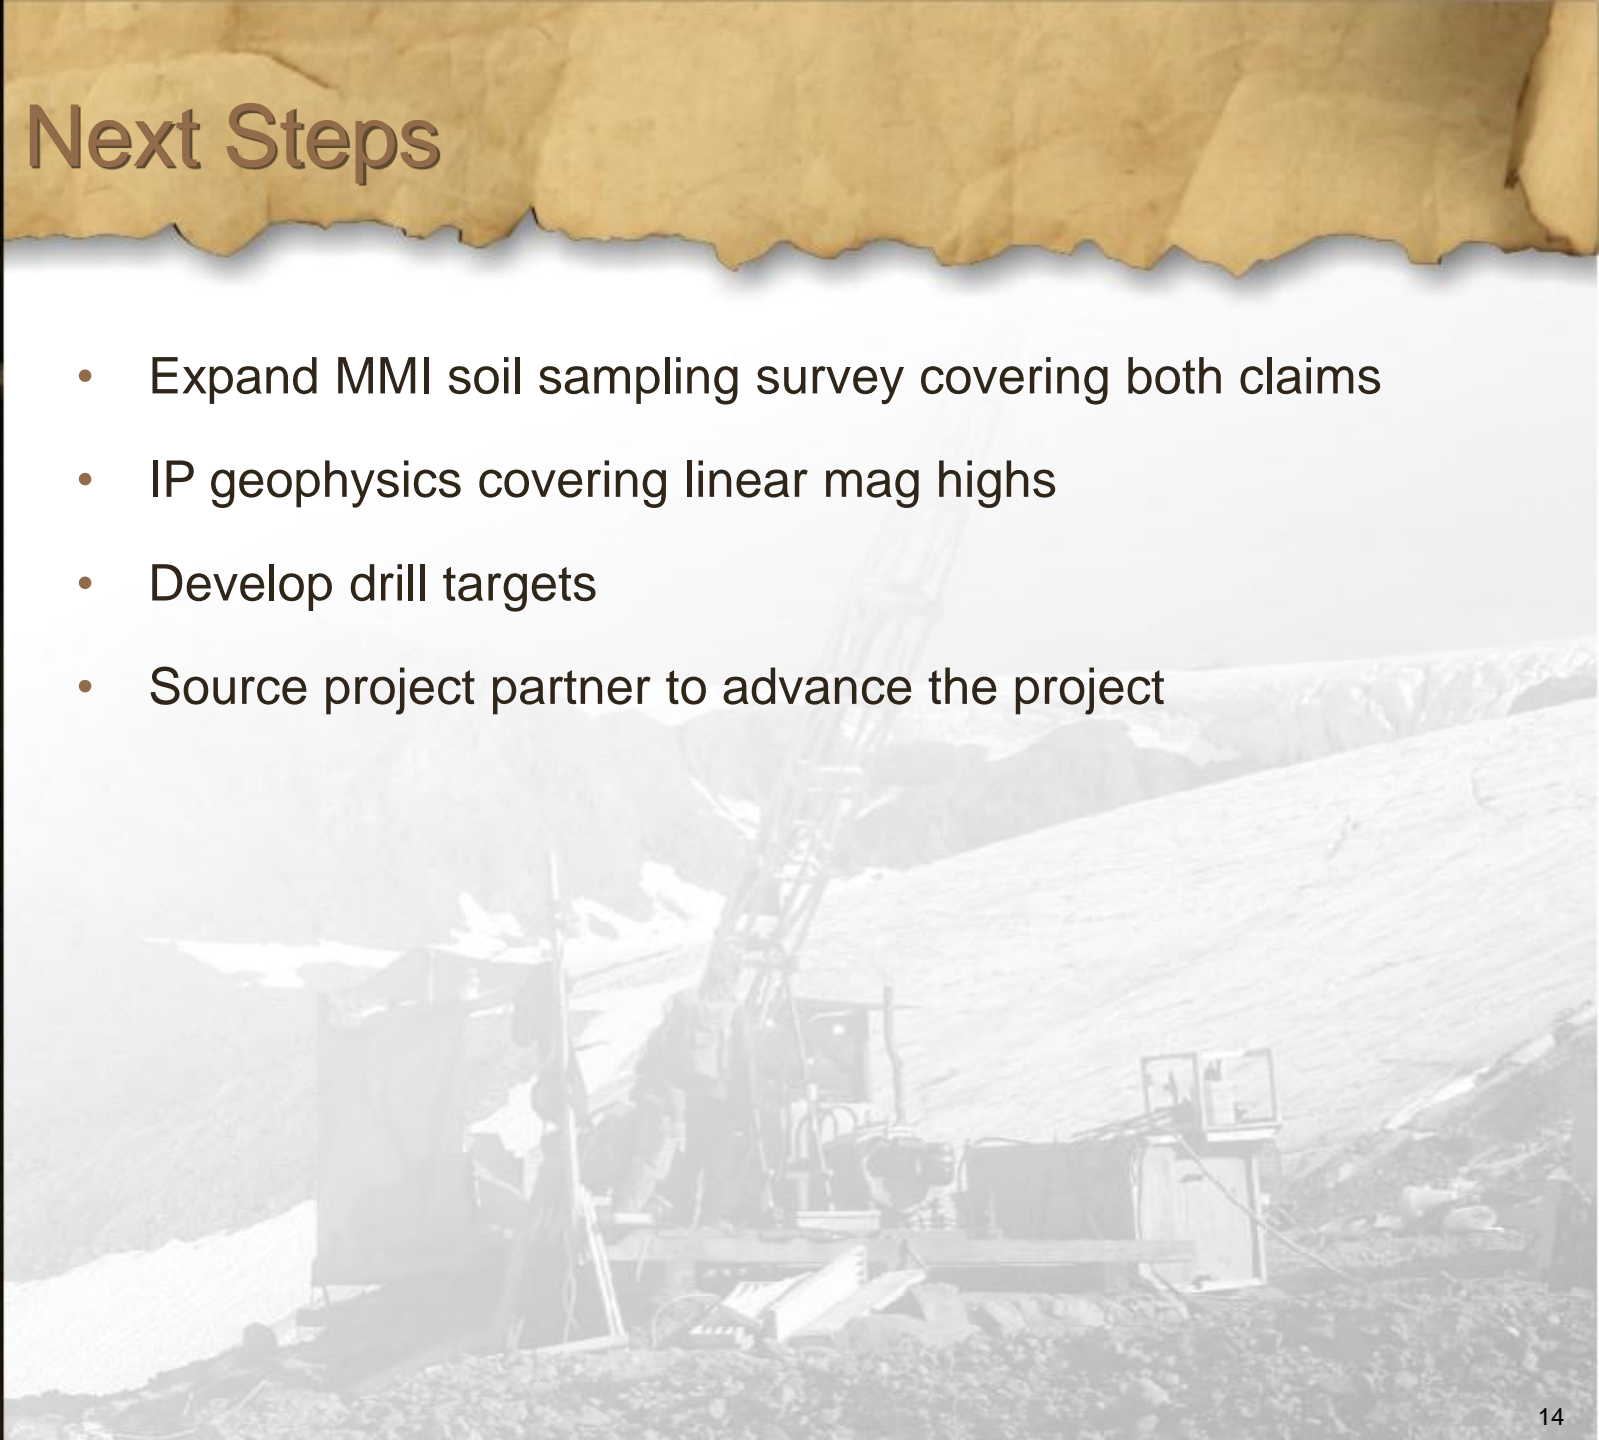 Next Steps
• Expand MMI soil sampling survey covering both claims
• IP geophysics covering linear mag highs
• Develop drill targets
• Source project partner to advance the project
14